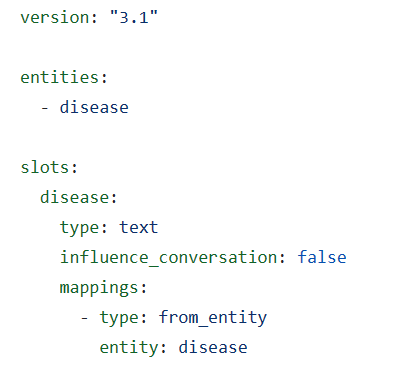 version: "3.1"

entities:
  - disease

slots:
  disease:
    type: text
    influence_conversation: false
    mappings:
      - type: from_entity
        entity: disease